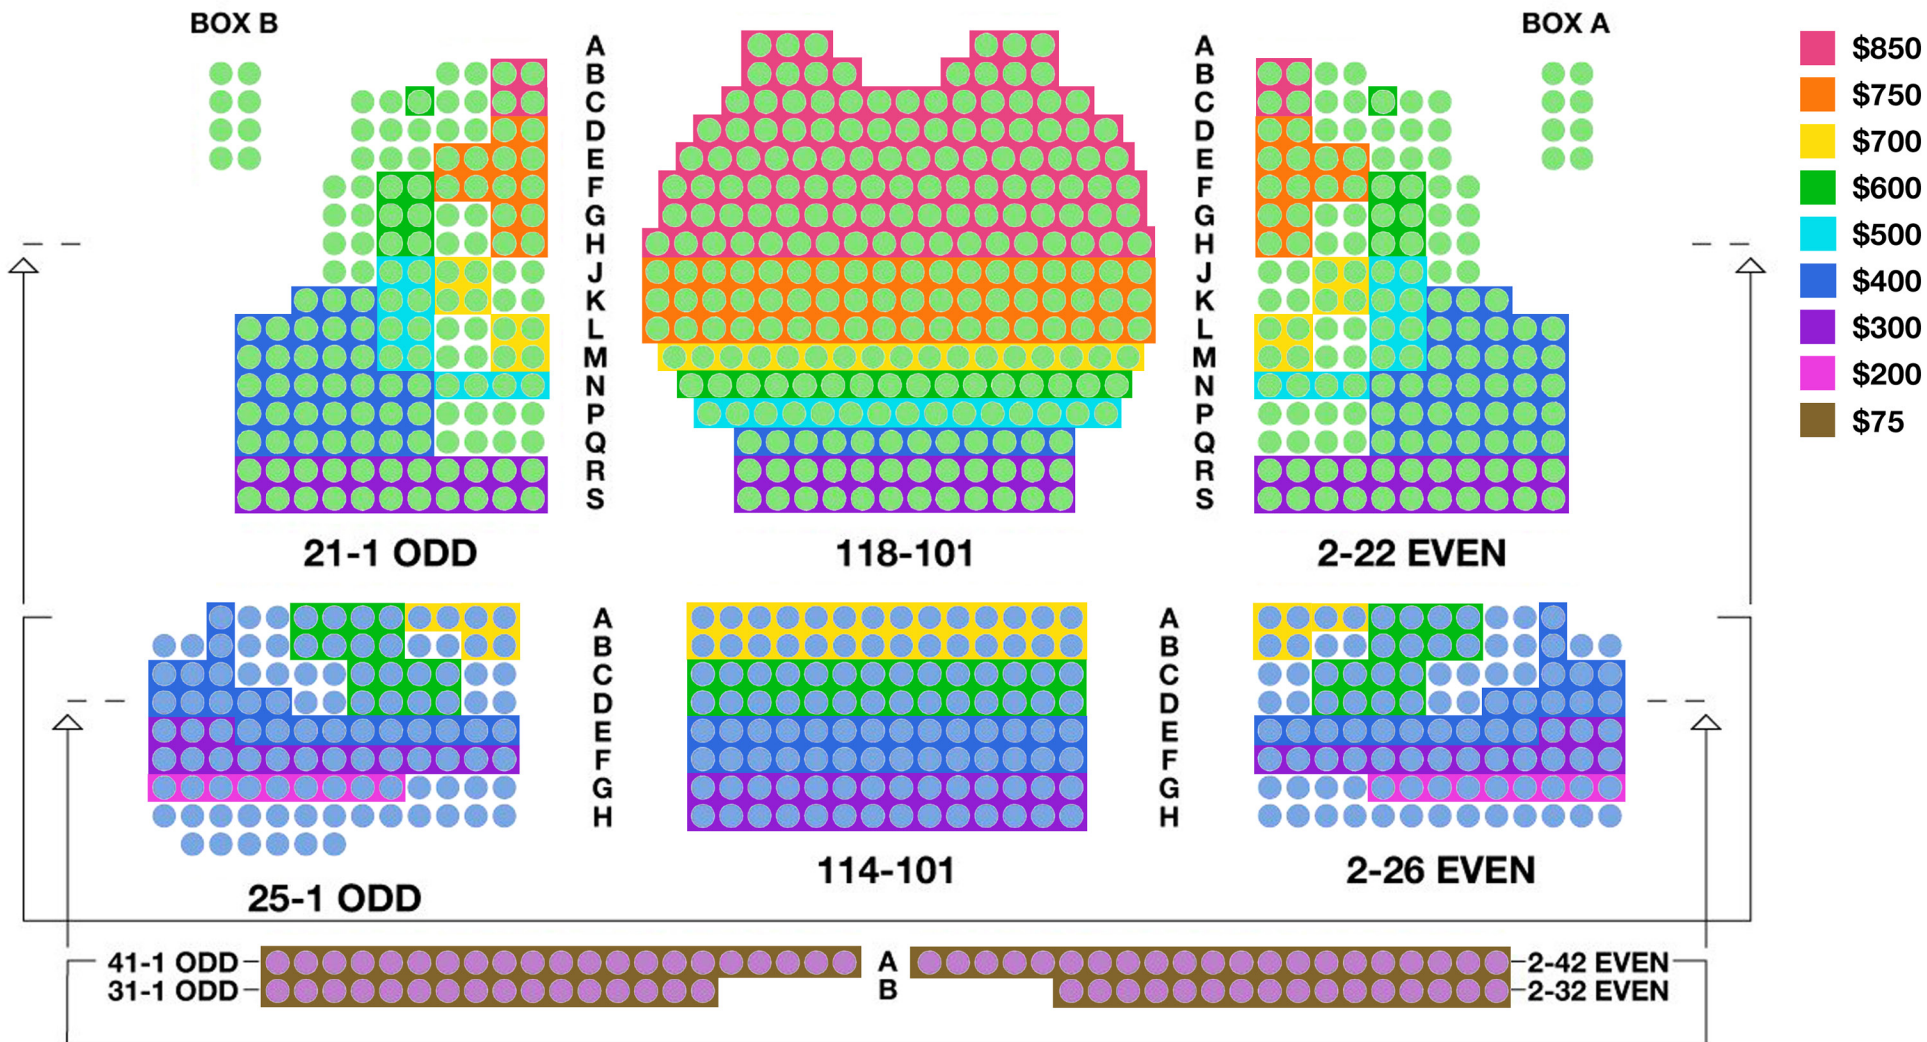 BOX B
BOX A
A
B
C
D
E
F
G
H
J
K
L
M
N
P
Q
R
S
A
B
C
D
E
F
G
H
J
K
L
M
N
P
Q
R
S
$850
$750
$700
$600
$500
$400
$300
$200
$75
21-1 ODD
118-101
2-22 EVEN
A
B
C
D
E
F
G
H
A
B
C
D
E
F
G
H
25-1 ODD
114-101
2-26 EVEN
41-1 ODD A 2-42 EVEN
31-1 ODD B 2-32 EVEN